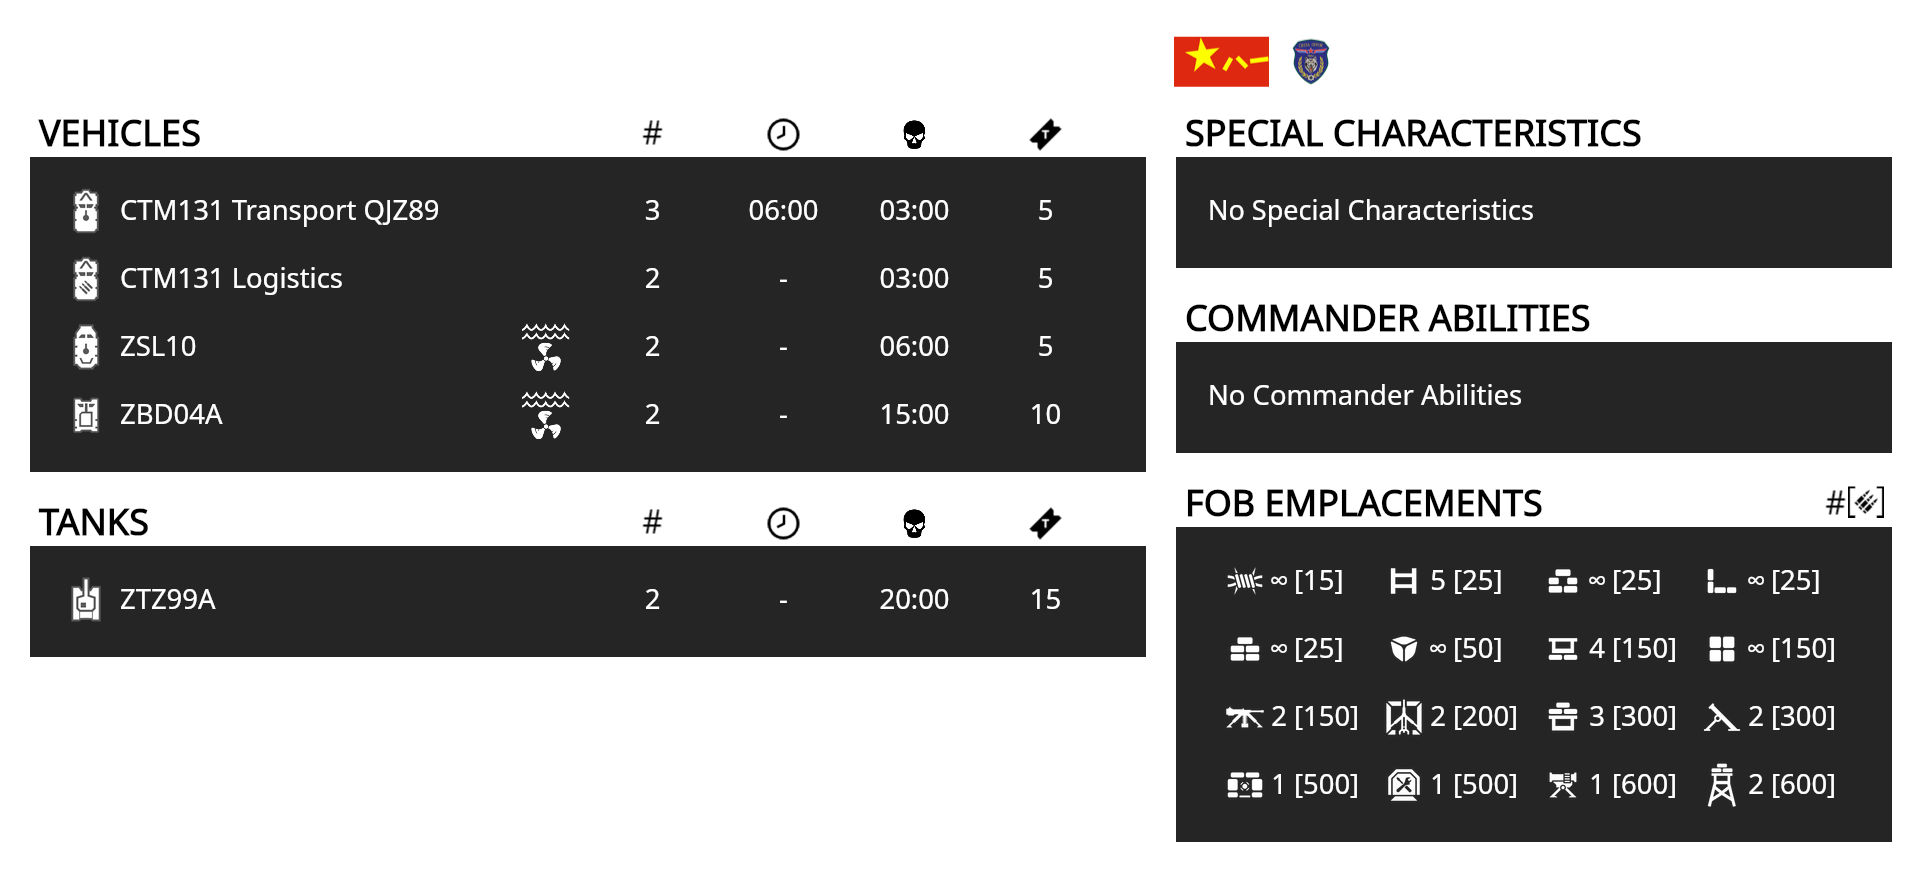 VEHICLES #
CTM131 Transport QJZ89 3 06:00 03:00 5
CTM131 Logistics 2 - 03:00 5
ZSL10 2 - 06:00 5
ZBD04A 2 - 15:00 10
TANKS #
ZTZ99A 2 - 20:00 15
八一
SPECIAL CHARACTERISTICS
No Special Characteristics
COMMANDER ABILITIES
No Commander Abilities
FOB EMPLACEMENTS #[]
∞ [15] 5 [25] ∞ [25] ∞ [25]
∞ [25] ∞ [50] 4 [150] ∞ [150]
2 [150] 2 [200] 3 [300] 2 [300]
1 [500] 1 [500] 1 [600] 2 [600]